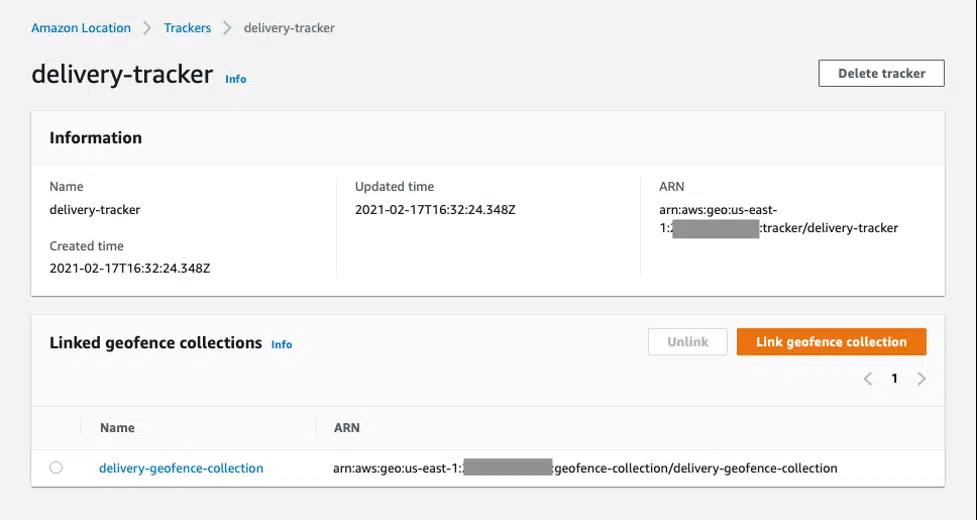 Amazon Location > Trackers > delivery-tracker
delivery-tracker Info
Delete tracker
Information
Name
delivery-tracker
Created time
2021-02-17T16:32:24.348Z
Updated time
2021-02-17T16:32:24.348Z
ARN
arn:aws:geo:us-east-
1: :tracker/delivery-tracker
Linked geofence collections Info
Unlink
Link geofence collection
< 1 >
Name ARN
delivery-geofence-collection arn:aws:geo:us-east-1: :geofence-collection/delivery-geofence-collection